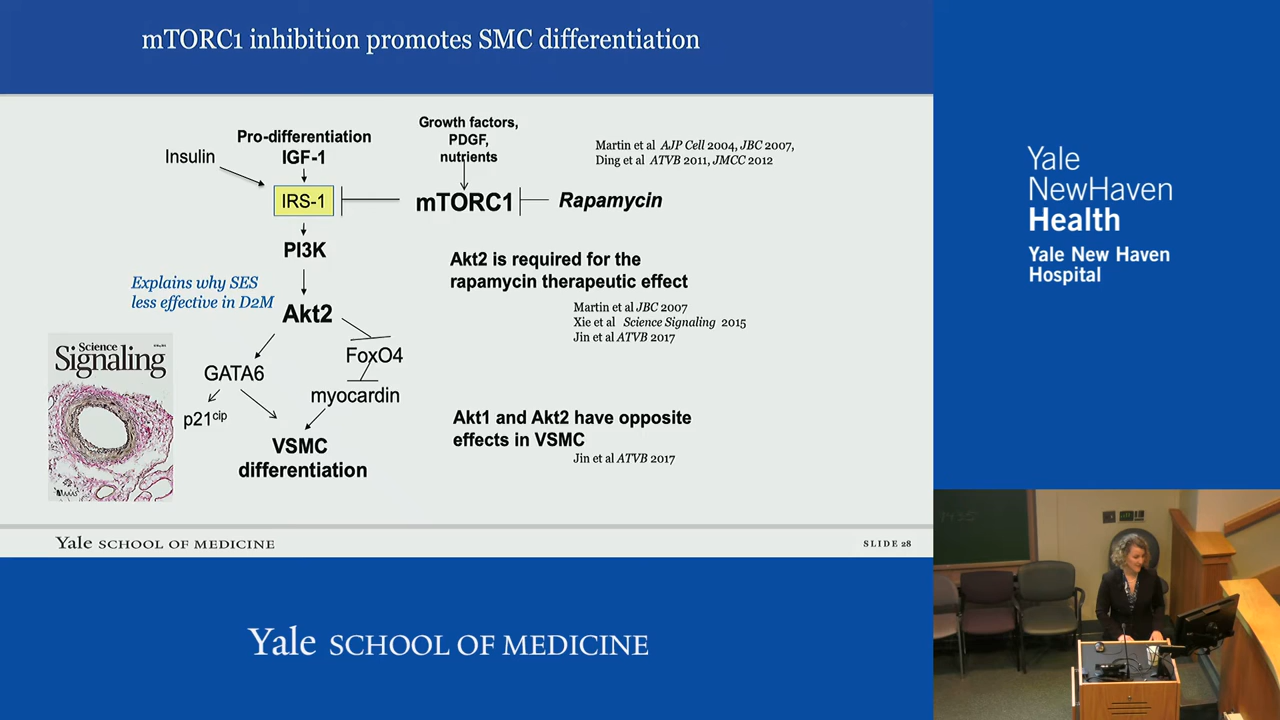 mTORC1 inhibition promotes SMC differentiation
Pro-differentiation
IGF-1
Insulin
IRS-1
PI3K
Explains why SES
less effective in D2M
Akt2
GATA6
FoxO4
myocardin
p21cip
VSMC
differentiation
Growth factors,
PDGF,
nutrients
mTORC1
Rapamycin
Martin et al AJP Cell 2004, JBC 2007,
Ding et al ATVB 2011, JMCC 2012
Akt2 is required for the
rapamycin therapeutic effect
Martin et al JBC 2007
Xie et al Science Signaling 2015
Jin et al ATVB 2017
Akt1 and Akt2 have opposite
effects in VSMC
Jin et al ATVB 2017
Science
Signaling
AAAS
Yale SCHOOL OF MEDICINE
SLIDE 28
Yale
NewHaven
Health
Yale New Haven
Hospital
Yale SCHOOL OF MEDICINE